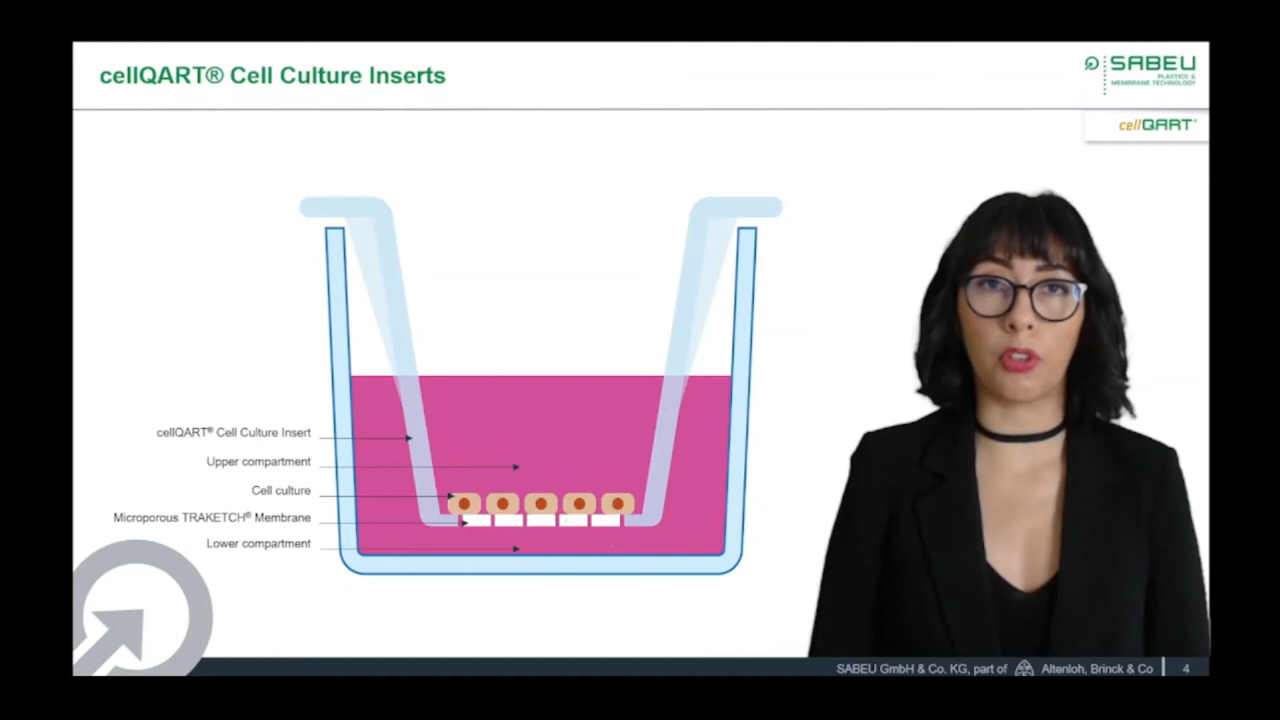 cellQART® Cell Culture Inserts
SABEU
PLASTICS &
MEMBRANE TECHNOLOGY
cellQART®
cellQART® Cell Culture Insert
Upper compartment
Cell culture
Microporous TRAKETCH® Membrane
Lower compartment
SABEU GmbH & Co. KG, part of Altenloh, Brinck & Co 4